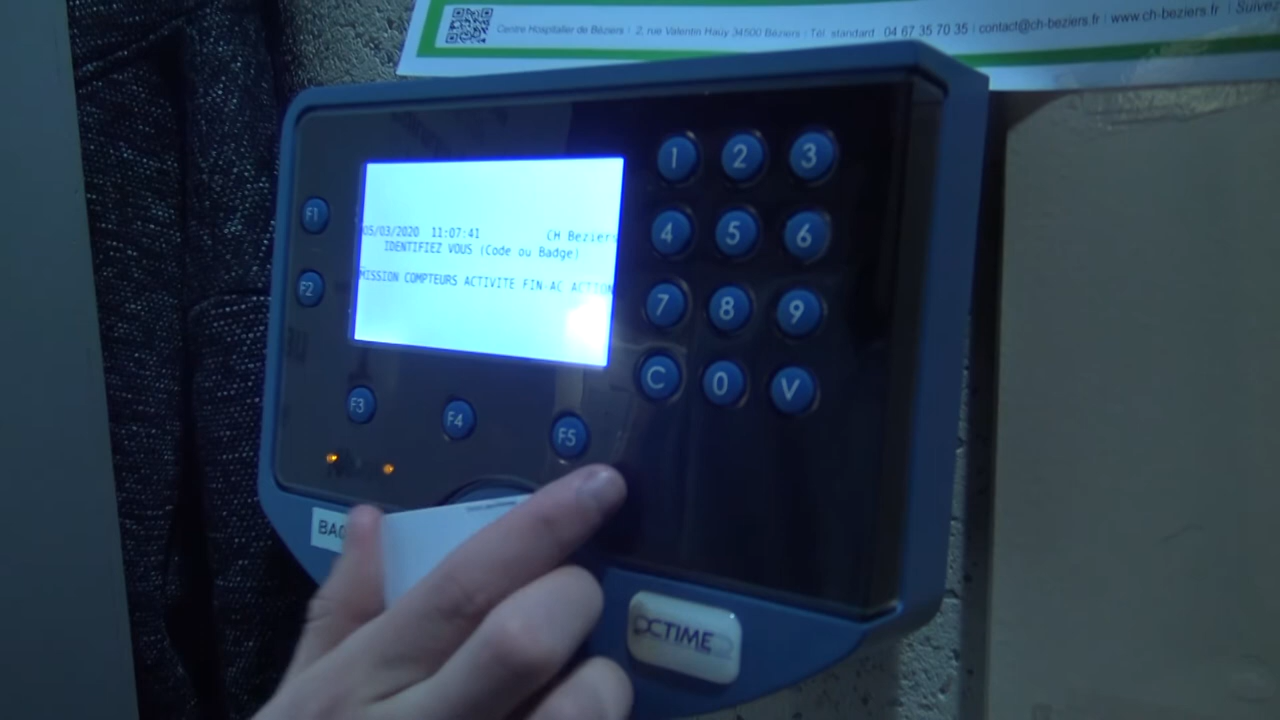 Centre Hospitalier de Béziers | 2, rue Valentin Haüy 34500 Béziers | Tél. standard 04 67 35 70 35 | contact@ch-beziers.fr | www.ch-beziers.fr | Suivez
05/03/2020 11:07:41 CH Beziers
IDENTIFIEZ VOUS (Code ou Badge)
MISSION COMPTEURS ACTIVITE FIN-AC ACTION
1 2 3
F1
4 5 6
F2
7 8 9
C 0 V
F3 F4 F5
BAC
OCTIME